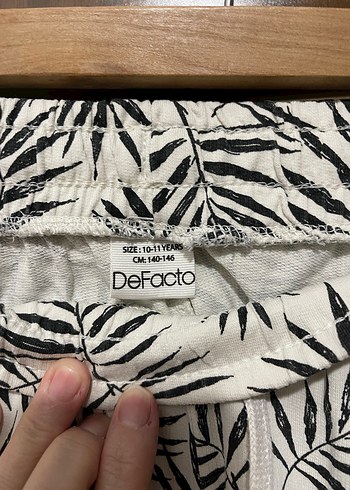 SIZE: 10-11 YEARS
CM: 140-146
DeFacto